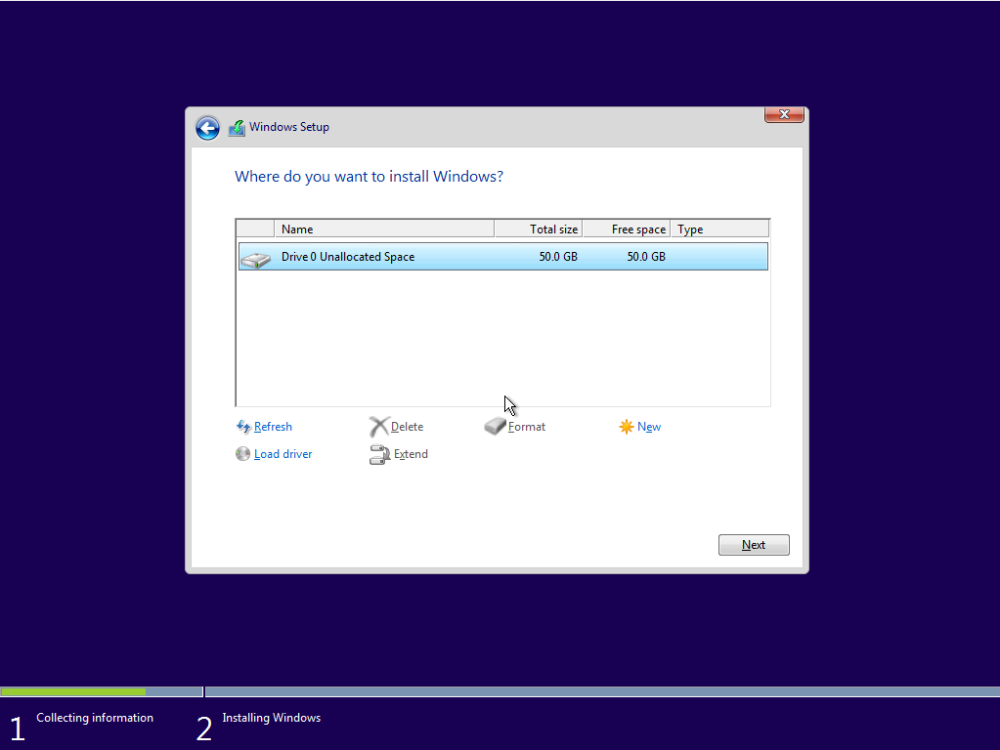 Windows Setup
Where do you want to install Windows?
Name Total size Free space Type
Drive 0 Unallocated Space 50.0 GB 50.0 GB
Refresh Delete Format New
Load driver Extend
Next
1 Collecting information 2 Installing Windows